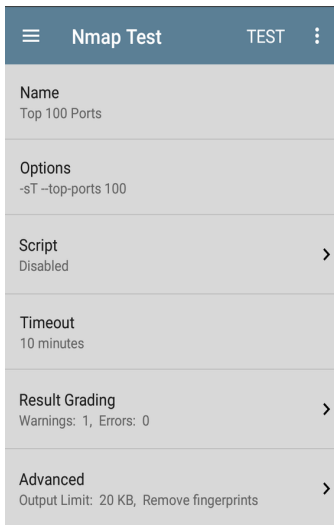 Nmap Test TEST
Name
Top 100 Ports
Options
-sT --top-ports 100
Script
Disabled
Timeout
10 minutes
Result Grading
Warnings: 1, Errors: 0
Advanced
Output Limit: 20 KB, Remove fingerprints